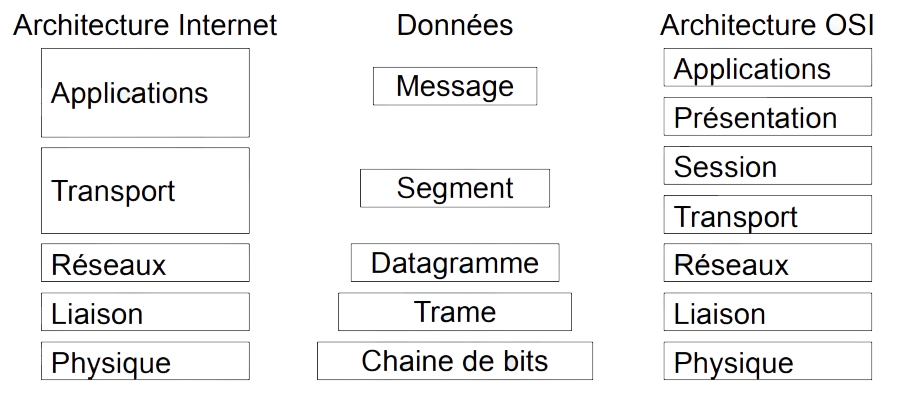 Architecture Internet
Données
Architecture OSI
Applications
Message
Applications
Présentation
Transport
Segment
Session
Transport
Réseaux
Datagramme
Réseaux
Liaison
Trame
Liaison
Physique
Chaine de bits
Physique